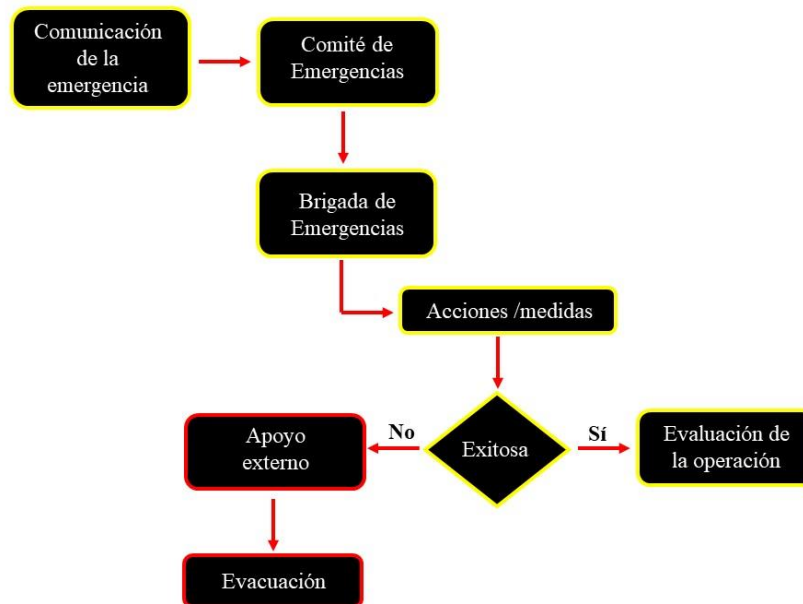 Comunicación
de la
emergencia
Comité de
Emergencias
Brigada de
Emergencias
Acciones /medidas
Exitosa
No
Sí
Apoyo
externo
Evaluación de
la operación
Evacuación